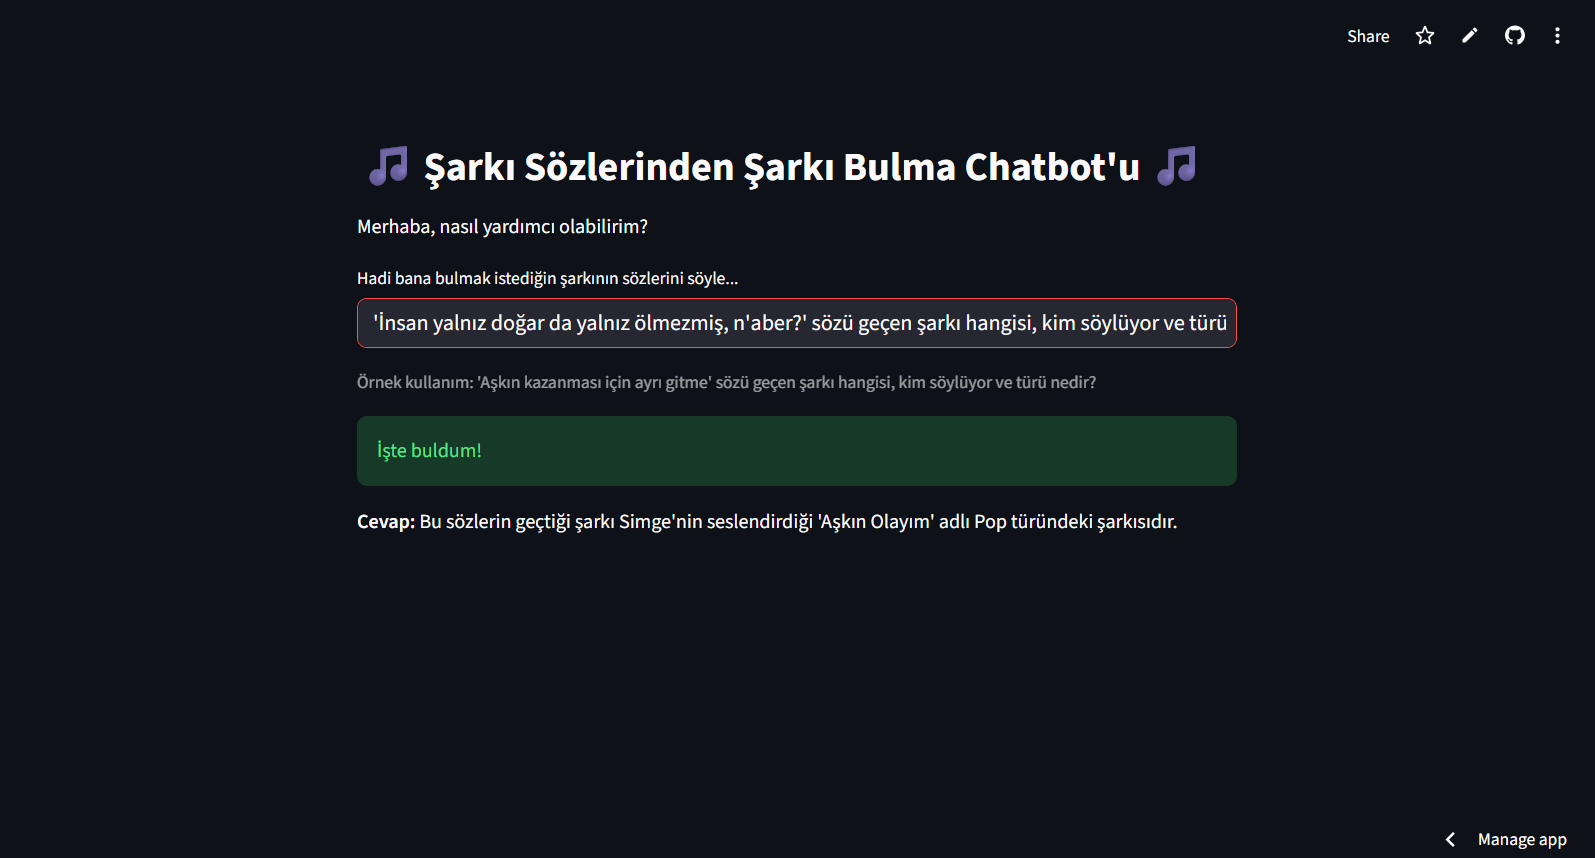 Share
Şarkı Sözlerinden Şarkı Bulma Chatbot'u
Merhaba, nasıl yardımcı olabilirim?
Hadi bana bulmak istediğin şarkının sözlerini söyle...
'İnsan yalnız doğar da yalnız ölmezmiş, n'aber?' sözü geçen şarkı hangisi, kim söylüyor ve türü
Örnek kullanım: 'Aşkın kazanması için ayrı gitme' sözü geçen şarkı hangisi, kim söylüyor ve türü nedir?
İşte buldum!
Cevap: Bu sözlerin geçtiği şarkı Simge'nin seslendirdiği 'Aşkın Olayım' adlı Pop türündeki şarkısıdır.
Manage app